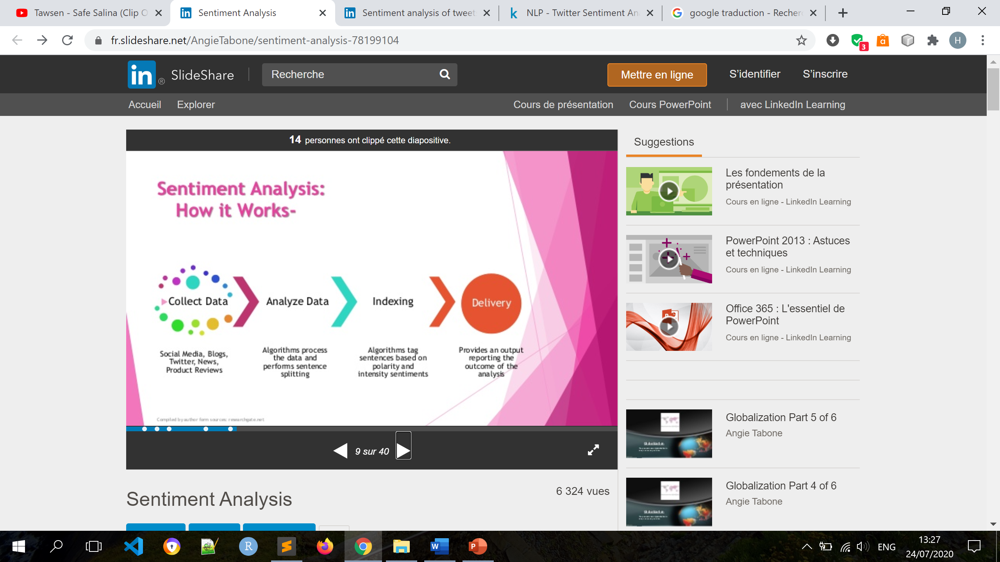 Tawsen - Safe Salina (Clip O
Sentiment Analysis
Sentiment analysis of tweet
NLP - Twitter Sentiment An
google traduction - Recher
fr.slideshare.net/AngieTabone/sentiment-analysis-78199104
3
a
H
in ® SlideShare
Recherche
Mettre en ligne
S'identifier
S'inscrire
Accueil
Explorer
Cours de présentation
Cours PowerPoint
avec LinkedIn Learning
14 personnes ont clippé cette diapositive.
Sentiment Analysis:
How it Works-
Collect Data
Analyze Data
Indexing
Delivery
Social Media, Blogs,
Twitter, News,
Product Reviews
Algorithms process
the data and
performs sentence
splitting
Algorithms tag
sentences based on
polarity and
intensity sentiments
Provides an output
reporting the
outcome of the
analysis
Compiled by author form sources: researchgate.net
9 sur 40
Sentiment Analysis
6 324 vues
Suggestions
Les fondements de la
présentation
Cours en ligne - LinkedIn Learning
PowerPoint 2013 : Astuces
et techniques
Cours en ligne - LinkedIn Learning
Office 365 : L'essentiel de
PowerPoint
Cours en ligne - LinkedIn Learning
Globalization Part 5 of 6
Angie Tabone
Globalization Part 4 of 6
Angie Tabone
ENG
13:27
24/07/2020